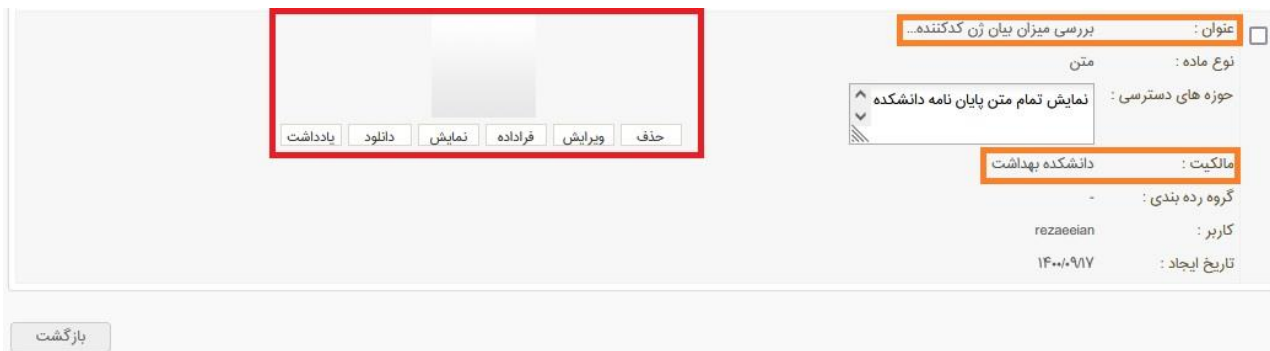 عنوان : بررسی میزان بیان ژن کدکننده...
نوع ماده : متن
حوزه های دسترسی : نمایش تمام متن پایان نامه دانشکده
حذف ویرایش فراداده نمایش دانلود یادداشت
مالکیت : دانشکده بهداشت
گروه رده بندی : -
کاربر : rezaeeian
تاریخ ایجاد : ۱۴۰۰/۰۹/۱۷
بازگشت